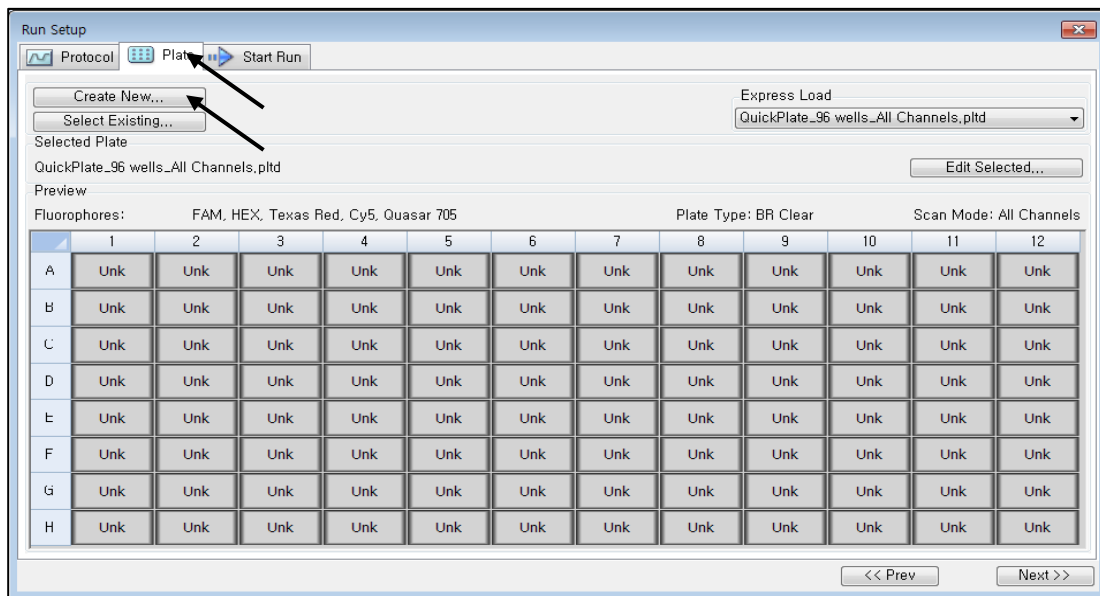 Run Setup
Protocol Plate Start Run
Create New...
Select Existing...
Express Load
QuickPlate_96 wells_All Channels.pltd
Selected Plate
QuickPlate_96 wells_All Channels.pltd Edit Selected...
Preview
Fluorophores: FAM, HEX, Texas Red, Cy5, Quasar 705 Plate Type: BR Clear Scan Mode: All Channels
1 2 3 4 5 6 7 8 9 10 11 12
A Unk Unk Unk Unk Unk Unk Unk Unk Unk Unk Unk Unk
B Unk Unk Unk Unk Unk Unk Unk Unk Unk Unk Unk Unk
C Unk Unk Unk Unk Unk Unk Unk Unk Unk Unk Unk Unk
D Unk Unk Unk Unk Unk Unk Unk Unk Unk Unk Unk Unk
E Unk Unk Unk Unk Unk Unk Unk Unk Unk Unk Unk Unk
F Unk Unk Unk Unk Unk Unk Unk Unk Unk Unk Unk Unk
G Unk Unk Unk Unk Unk Unk Unk Unk Unk Unk Unk Unk
H Unk Unk Unk Unk Unk Unk Unk Unk Unk Unk Unk Unk
<< Prev Next >>